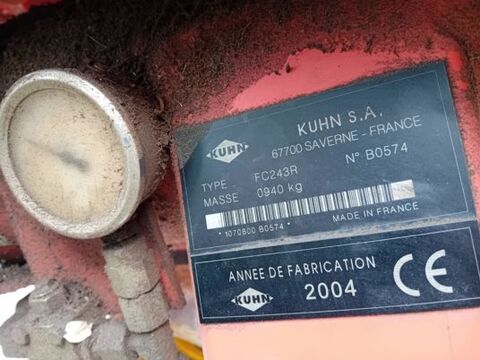 KUHN
KUHN S.A.
67700 SAVERNE - FRANCE
TYPE FC243R N° B0574
MASSE 0940 kg
* 1070800 B0574 *
MADE IN FRANCE
ANNEE DE FABRICATION
KUHN 2004 CE